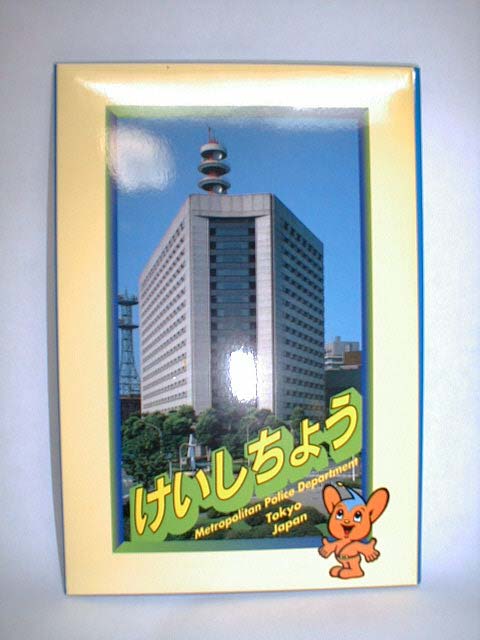 けいしちょう
Metropolitan Police Department
Tokyo
Japan